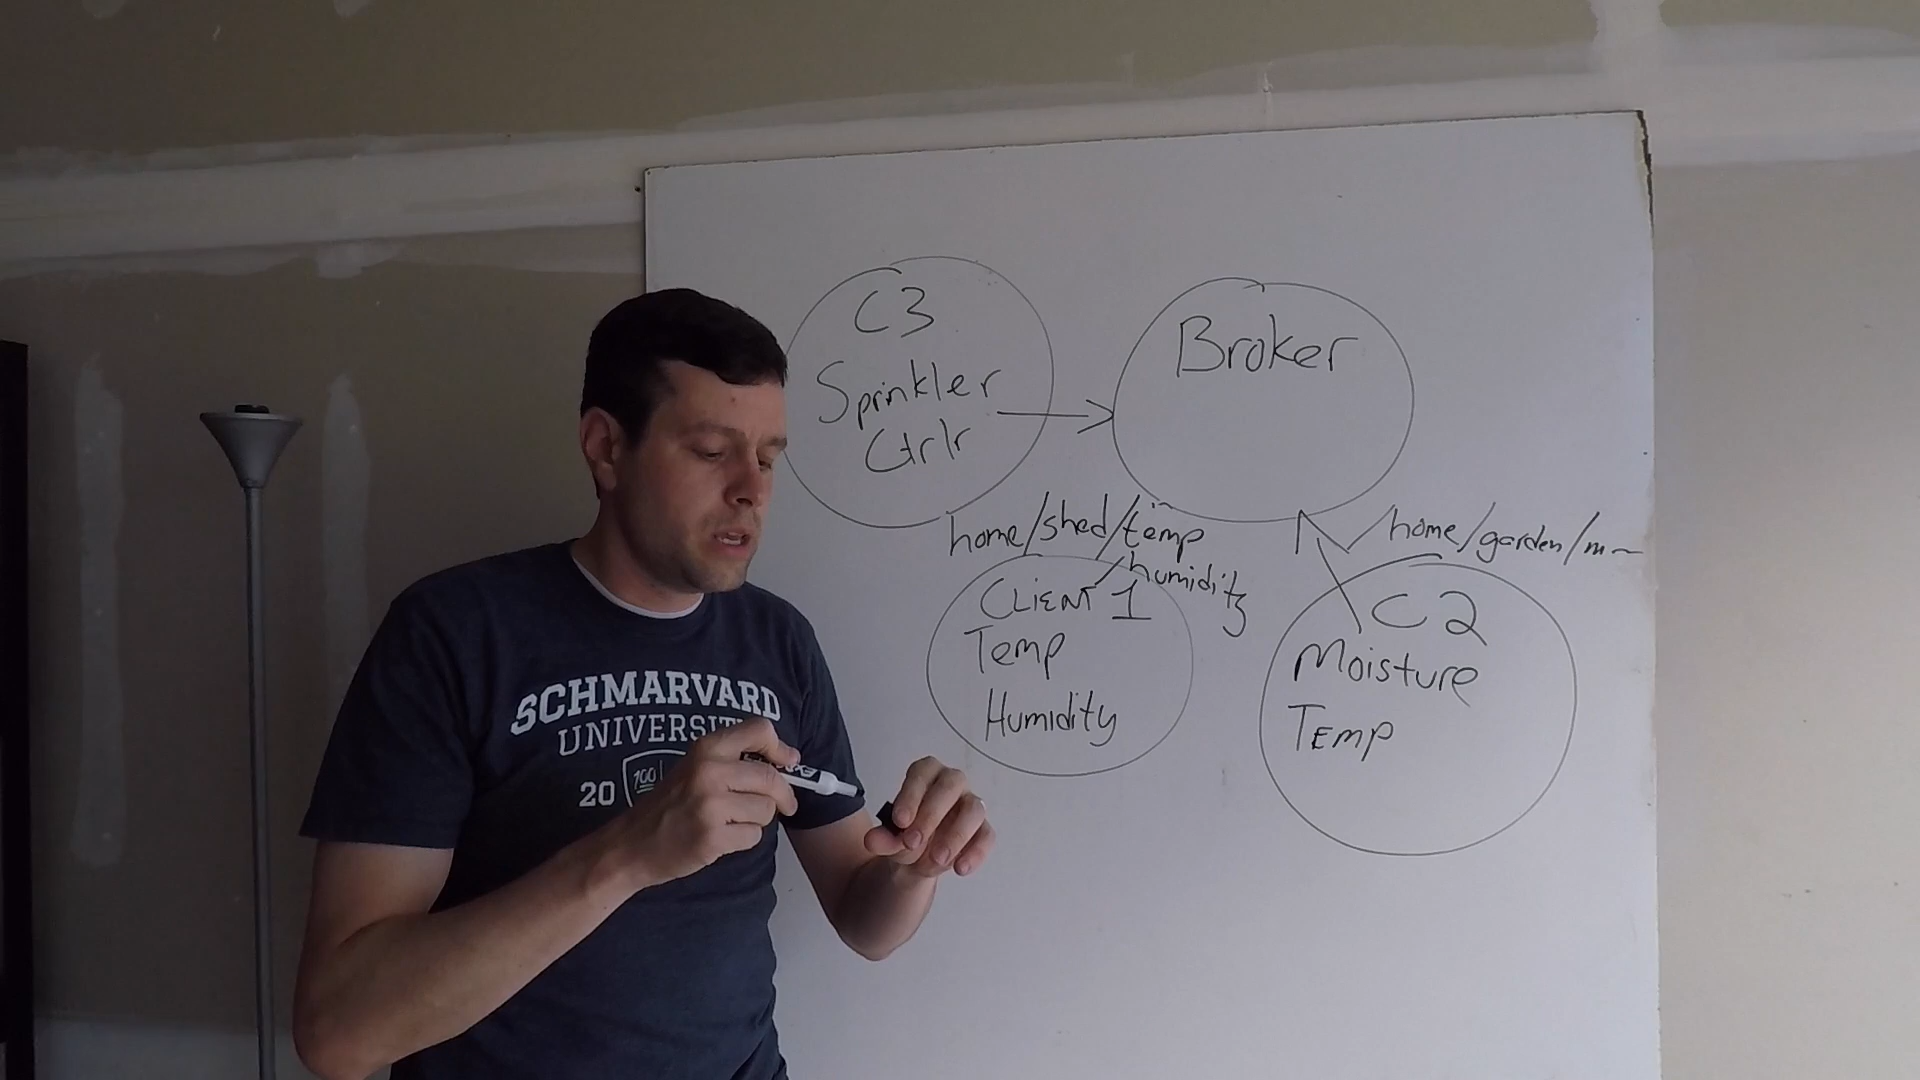 C3
Sprinkler
Ctrlr
Broker
home/shed/temp
/humidity
home/garden/m~
CLIENT 1
Temp
Humidity
C2
Moisture
TEMP
SCHMARVARD
UNIVERSITY
20
100